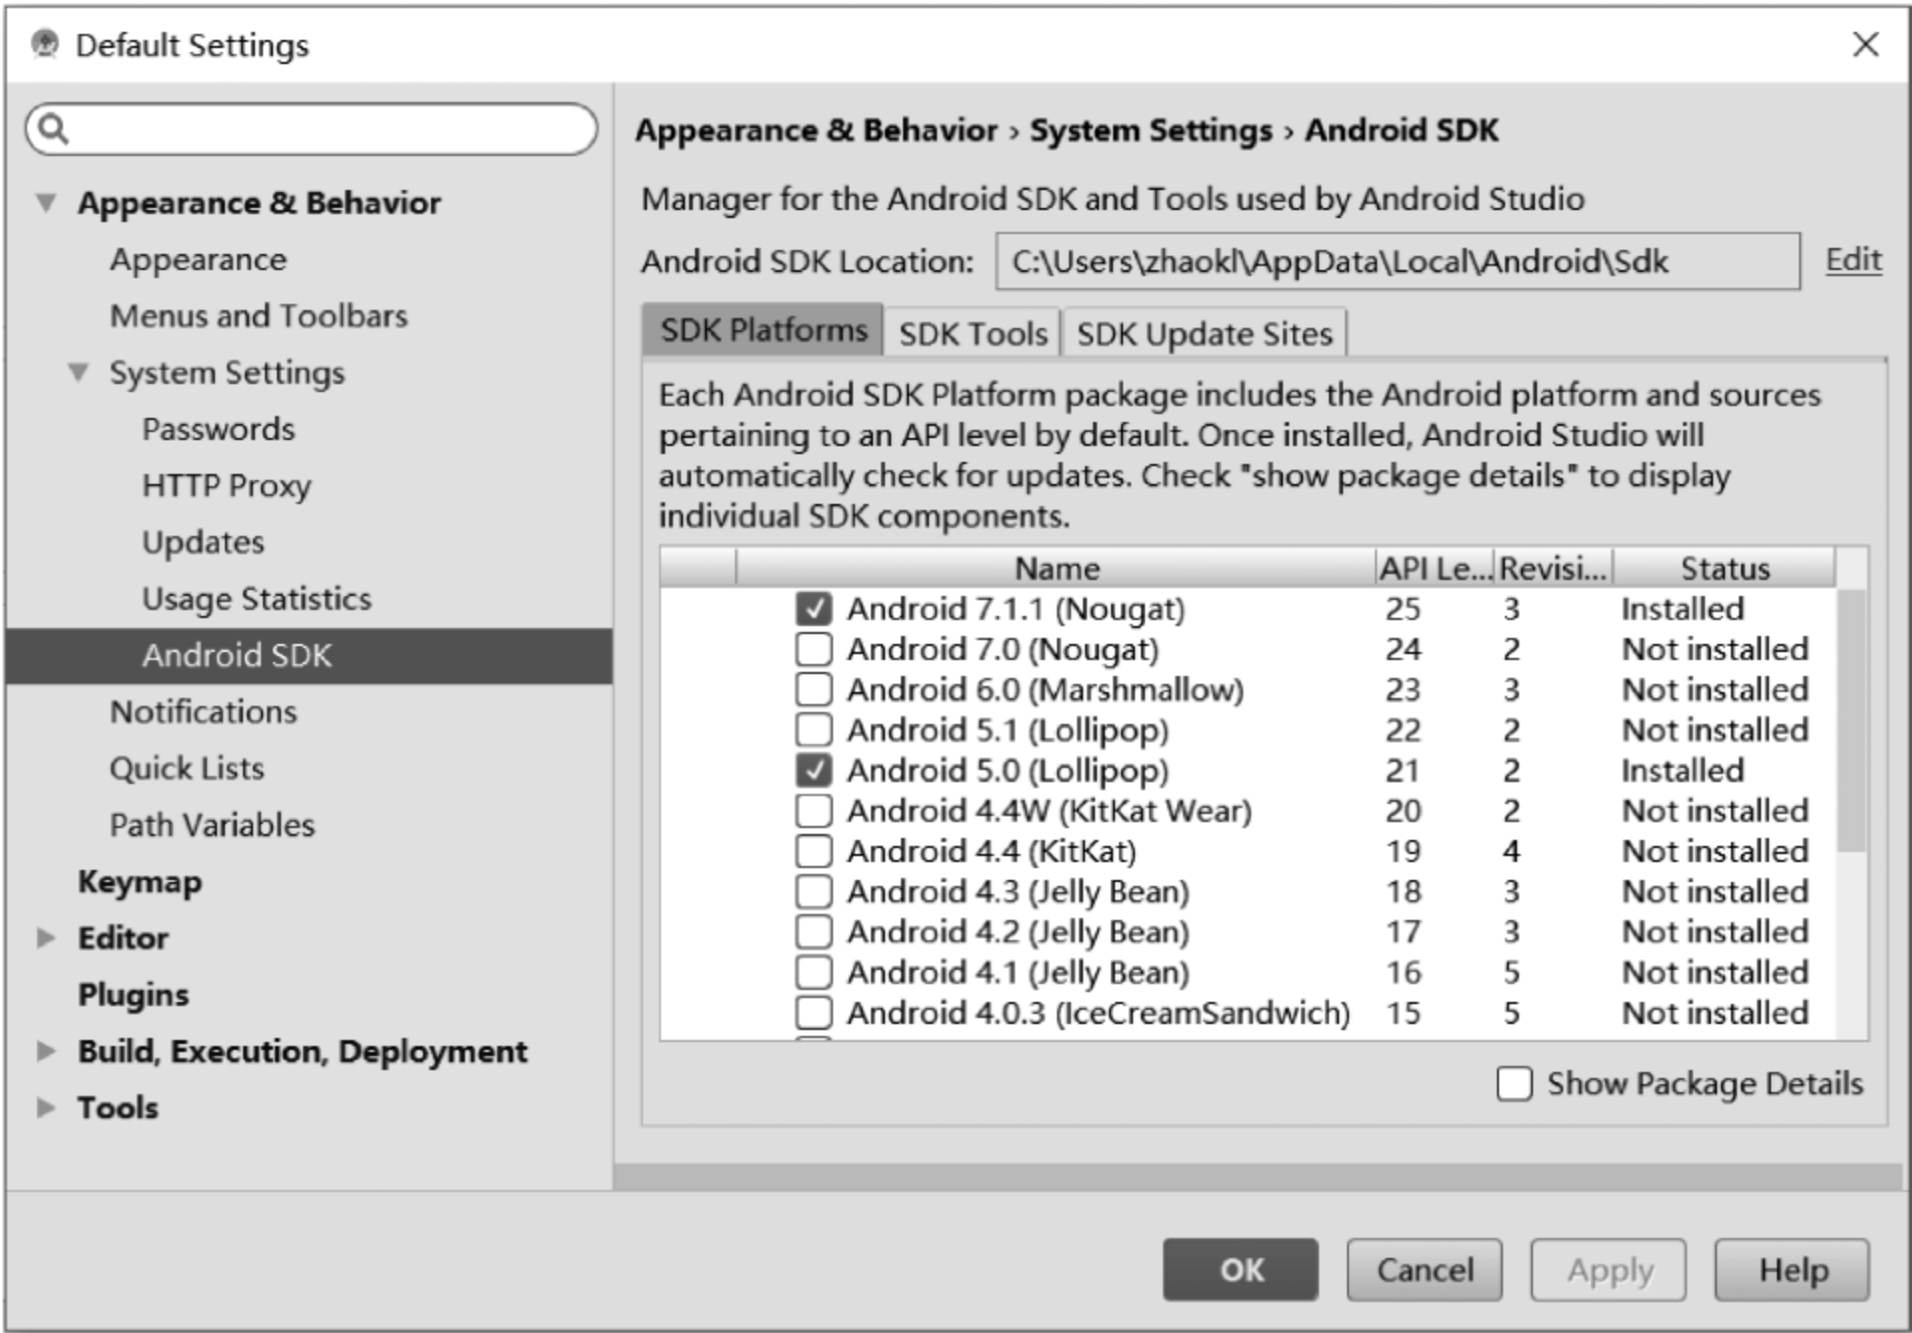 Default Settings
Appearance & Behavior
Appearance
Menus and Toolbars
System Settings
Passwords
HTTP Proxy
Updates
Usage Statistics
Android SDK
Notifications
Quick Lists
Path Variables
Keymap
Editor
Plugins
Build, Execution, Deployment
Tools
Appearance & Behavior › System Settings › Android SDK
Manager for the Android SDK and Tools used by Android Studio
Android SDK Location: C:\Users\zhaokl\AppData\Local\Android\Sdk Edit
SDK Platforms SDK Tools SDK Update Sites
Each Android SDK Platform package includes the Android platform and sources
pertaining to an API level by default. Once installed, Android Studio will
automatically check for updates. Check "show package details" to display
individual SDK components.
Name API Le... Revisi... Status
Android 7.1.1 (Nougat) 25 3 Installed
Android 7.0 (Nougat) 24 2 Not installed
Android 6.0 (Marshmallow) 23 3 Not installed
Android 5.1 (Lollipop) 22 2 Not installed
Android 5.0 (Lollipop) 21 2 Installed
Android 4.4W (KitKat Wear) 20 2 Not installed
Android 4.4 (KitKat) 19 4 Not installed
Android 4.3 (Jelly Bean) 18 3 Not installed
Android 4.2 (Jelly Bean) 17 3 Not installed
Android 4.1 (Jelly Bean) 16 5 Not installed
Android 4.0.3 (IceCreamSandwich) 15 5 Not installed
Show Package Details
OK Cancel Apply Help